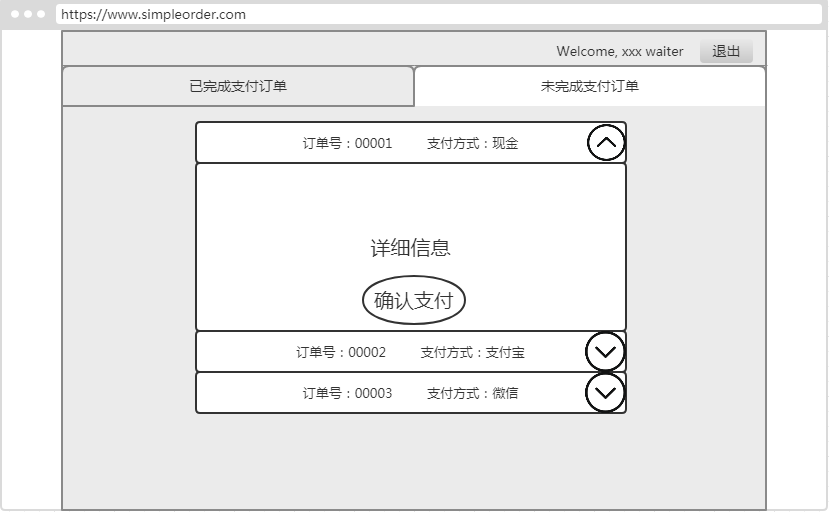 https://www.simpleorder.com
Welcome, xxx waiter 退出
已完成支付订单 未完成支付订单
订单号：00001 支付方式：现金
详细信息
确认支付
订单号：00002 支付方式：支付宝
订单号：00003 支付方式：微信